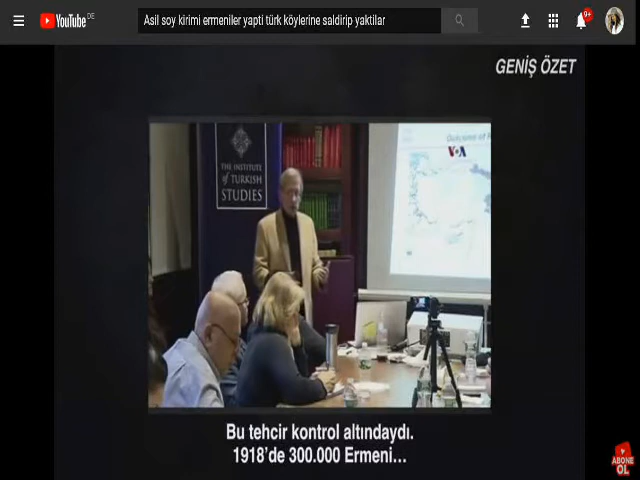 YouTube DE
Asil soy kirimi ermeniler yapti türk köylerine saldirip yaktilar
9+
GENİŞ ÖZET
VOA
THE INSTITUTE
of TURKISH
STUDIES
Bu tehcir kontrol altındaydı.
1918'de 300.000 Ermeni...
ABONE
OL